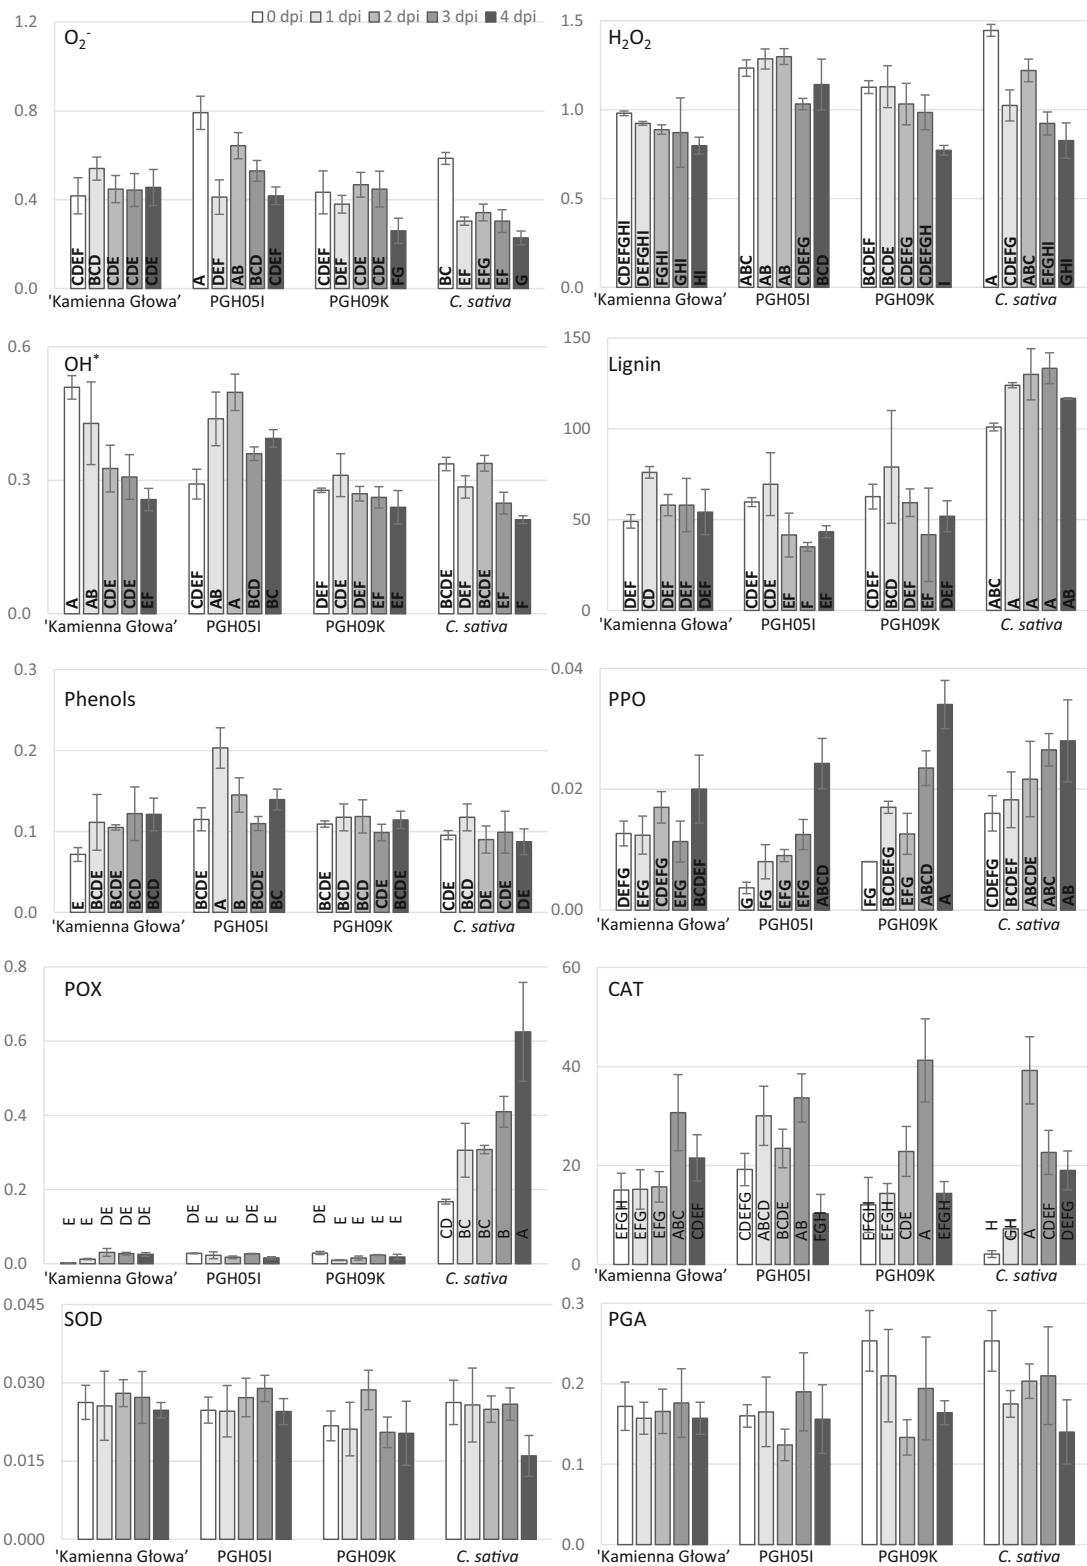 □ 0 dpi □ 1 dpi ■ 2 dpi ■ 3 dpi ■ 4 dpi
O₂⁻
1.2
0.8
0.4
0.0
CDEF BCD CDE CDE CDE
A DEF AB BCD CDEF
CDEF DEF CDE CDE FG
BC EF EFG EF G
'Kamienna Głowa' PGH05I PGH09K C. sativa
H₂O₂
1.5
1.0
0.5
0.0
CDEFGHI DEFGHI FGHI GHI HI
ABC AB AB CDEFG BCD
BCDEF BCDE CDEFG CDEFGH I
A CDEFG ABC EFGHI GHI
'Kamienna Głowa' PGH05I PGH09K C. sativa
OH*
0.6
0.3
0.0
A AB CDE CDE EF
CDEF AB A BCD BC
DEF CDE DEF EF EF
BCDE DEF BCDE EF F
'Kamienna Głowa' PGH05I PGH09K C. sativa
Lignin
150
100
50
0
DEF CD DEF DEF DEF
CDEF CDE EF F EF
CDEF BCD DEF EF DEF
ABC A A A AB
'Kamienna Głowa' PGH05I PGH09K C. sativa
Phenols
0.3
0.2
0.1
0.0
E BCDE BCDE BCD BCD
BCDE A B BCDE BC
BCDE BCD BCD CDE BCDE
CDE BCD DE CDE DE
'Kamienna Głowa' PGH05I PGH09K C. sativa
PPO
0.04
0.02
0.00
DEFG EFG CDEFG EFG BCDEF
G FG EFG EFG ABCD
FG BCDEFG EFG ABCD A
CDEFG BCDEF ABCDE ABC AB
'Kamienna Głowa' PGH05I PGH09K C. sativa
POX
0.8
0.6
0.4
0.2
0.0
E E DE DE DE
DE E E DE E
DE E E E E
CD BC BC B A
'Kamienna Głowa' PGH05I PGH09K C. sativa
CAT
60
40
20
0
EFGH EFG EFG ABC CDEF
CDEFG ABCD BCDE AB FGH
EFGH EFGH CDE A EFGH
H GH A CDEF DEFG
'Kamienna Głowa' PGH05I PGH09K C. sativa
SOD
0.045
0.030
0.015
0.000
'Kamienna Głowa' PGH05I PGH09K C. sativa
PGA
0.3
0.2
0.1
0.0
'Kamienna Głowa' PGH05I PGH09K C. sativa